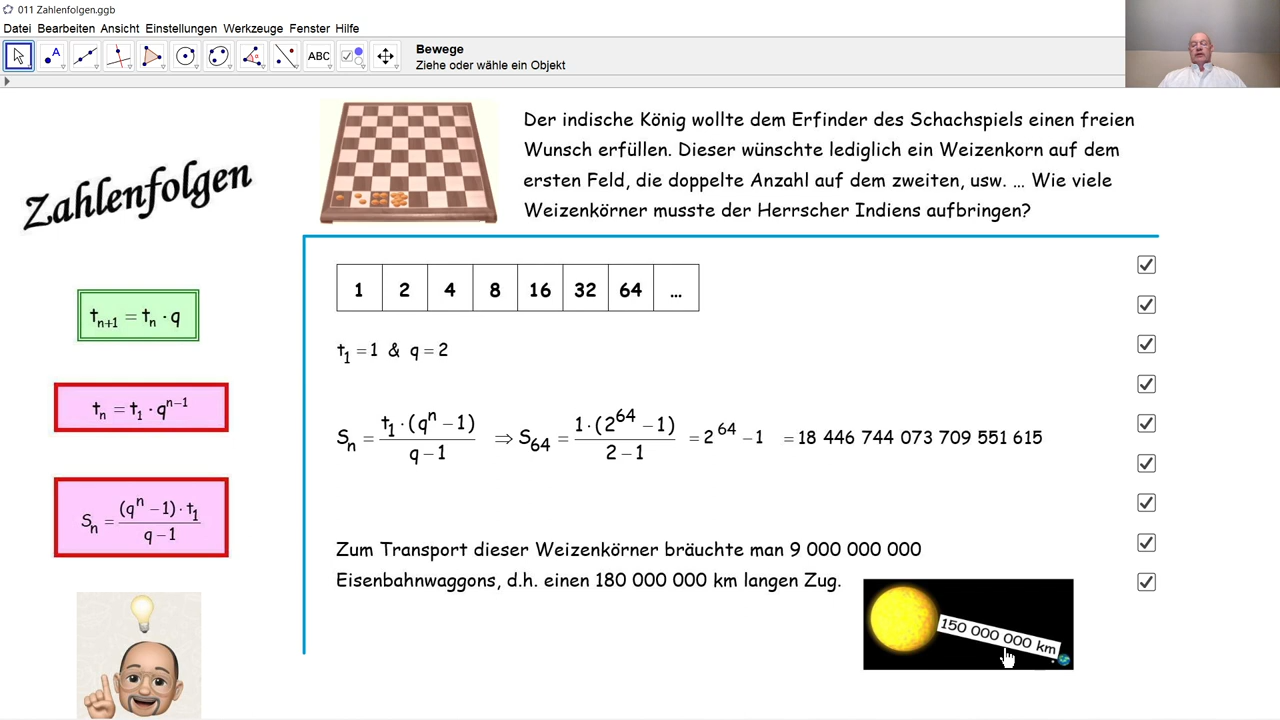 011 Zahlenfolgen.ggb
Datei Bearbeiten Ansicht Einstellungen Werkzeuge Fenster Hilfe
A
ABC
Bewege
Ziehe oder wähle ein Objekt
Zahlenfolgen
Der indische König wollte dem Erfinder des Schachspiels einen freien
Wunsch erfüllen. Dieser wünschte lediglich ein Weizenkorn auf dem
ersten Feld, die doppelte Anzahl auf dem zweiten, usw. … Wie viele
Weizenkörner musste der Herrscher Indiens aufbringen?
1 2 4 8 16 32 64 …
t₁ = 1 & q = 2
Sₙ = t₁·(qⁿ − 1) / (q − 1) ⇒ S₆₄ = 1·(2⁶⁴ − 1) / (2 − 1) = 2⁶⁴ − 1 = 18 446 744 073 709 551 615
Zum Transport dieser Weizenkörner bräuchte man 9 000 000 000
Eisenbahnwaggons, d.h. einen 180 000 000 km langen Zug.
150 000 000 km
tₙ₊₁ = tₙ · q
tₙ = t₁ · qⁿ⁻¹
Sₙ = (qⁿ − 1) · t₁ / (q − 1)